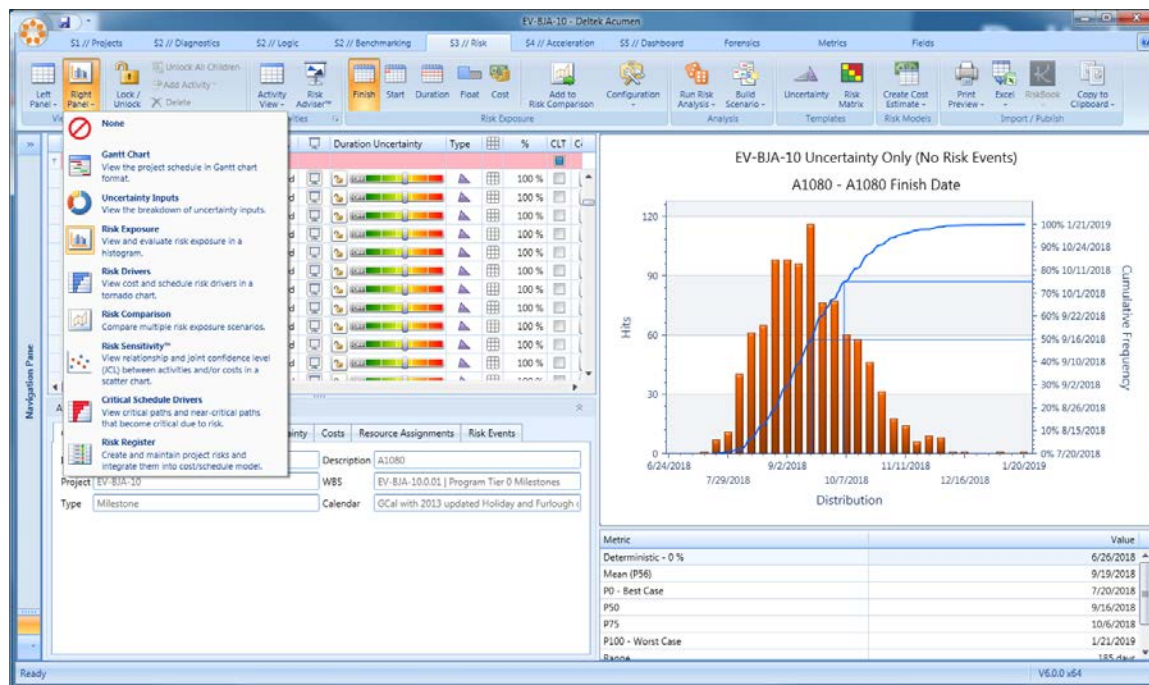 EV-BJA-10 - Deltek Acumen
S1 // Projects S2 // Diagnostics S2 // Logic S2 // Benchmarking S3 // Risk S4 // Acceleration S5 // Dashboard Forensics Metrics Fields
Left Panel Right Panel Lock / Unlock
Unlock All Children
Add Activity
Delete
Activity View Risk Adviser™ Finish Start Duration Float Cost Add to Risk Comparison Configuration Run Risk Analysis Build Scenario Uncertainty Risk Matrix Create Cost Estimate Print Preview Excel RiskBook Copy to Clipboard
Risk Exposure Analysis Templates Risk Models Import / Publish
None
Gantt Chart
View the project schedule in Gantt chart
format.
Uncertainty Inputs
View the breakdown of uncertainty inputs.
Risk Exposure
View and evaluate risk exposure in a
histogram.
Risk Drivers
View cost and schedule risk drivers in a
tornado chart.
Risk Comparison
Compare multiple risk exposure scenarios.
Risk Sensitivity™
View relationship and joint confidence level
(JCL) between activities and/or costs in a
scatter chart.
Critical Schedule Drivers
View critical paths and near-critical paths
that become critical due to risk.
Risk Register
Create and maintain project risks and
integrate them into cost/schedule model.
Navigation Pane
Duration Uncertainty Type % CLT
100 %
100 %
100 %
100 %
100 %
100 %
100 %
100 %
100 %
100 %
100 %
Costs Resource Assignments Risk Events
Description A1080
Project EV-BJA-10 WBS EV-BJA-10.0.01 | Program Tier 0 Milestones
Type Milestone Calendar GCal with 2013 updated Holiday and Furlough
EV-BJA-10 Uncertainty Only (No Risk Events)
A1080 - A1080 Finish Date
Hits
120
90
60
30
0
100% 1/21/2019
90% 10/24/2018
80% 10/11/2018
70% 10/1/2018
60% 9/22/2018
50% 9/16/2018
40% 9/10/2018
30% 9/2/2018
20% 8/26/2018
10% 8/15/2018
0% 7/20/2018
Cumulative Frequency
6/24/2018 9/2/2018 11/11/2018 1/20/2019
7/29/2018 10/7/2018 12/16/2018
Distribution
Metric Value
Deterministic - 0 % 6/26/2018
Mean (P56) 9/19/2018
P0 - Best Case 7/20/2018
P50 9/16/2018
P75 10/6/2018
P100 - Worst Case 1/21/2019
Range 185 days
Ready V6.0.0 x64